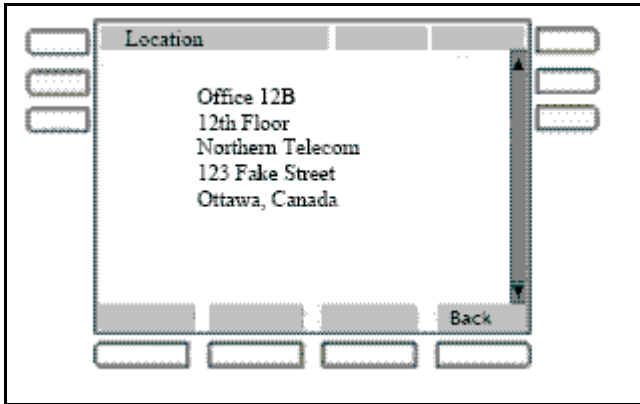 Location
Office 12B
12th Floor
Northern Telecom
123 Fake Street
Ottawa, Canada
Back